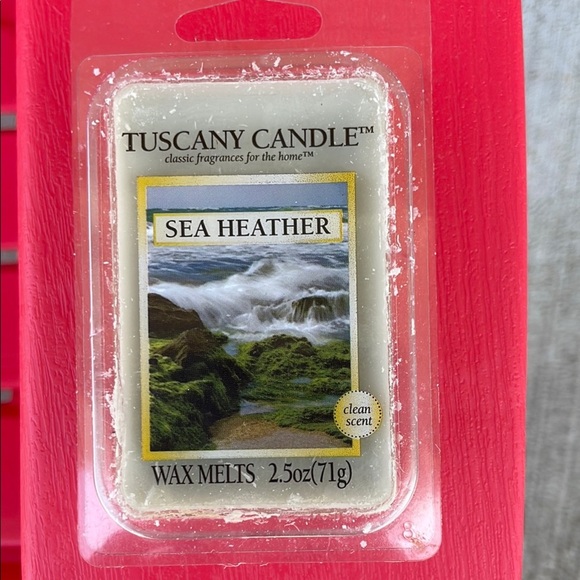 TUSCANY CANDLE™
classic fragrances for the home™
SEA HEATHER
clean
scent
WAX MELTS 2.5oz(71g)